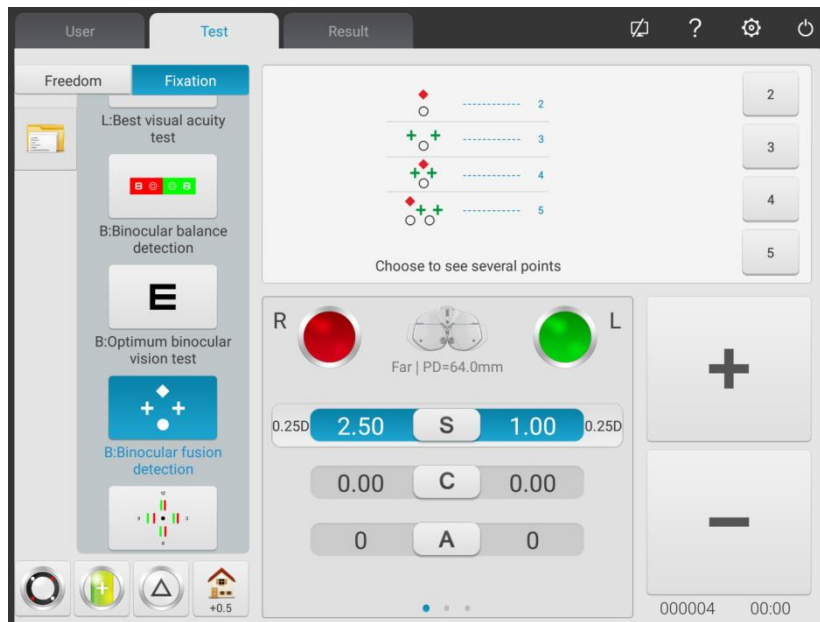 User
Test
Result
?
Freedom
Fixation
L:Best visual acuity
test
B:Binocular balance
detection
E
B:Optimum binocular
vision test
B:Binocular fusion
detection
+0.5
------------ 2
------------ 3
------------ 4
------------ 5
Choose to see several points
2
3
4
5
R
L
Far | PD=64.0mm
0.25D 2.50 S 1.00 0.25D
0.00 C 0.00
0 A 0
+
−
000004 00:00